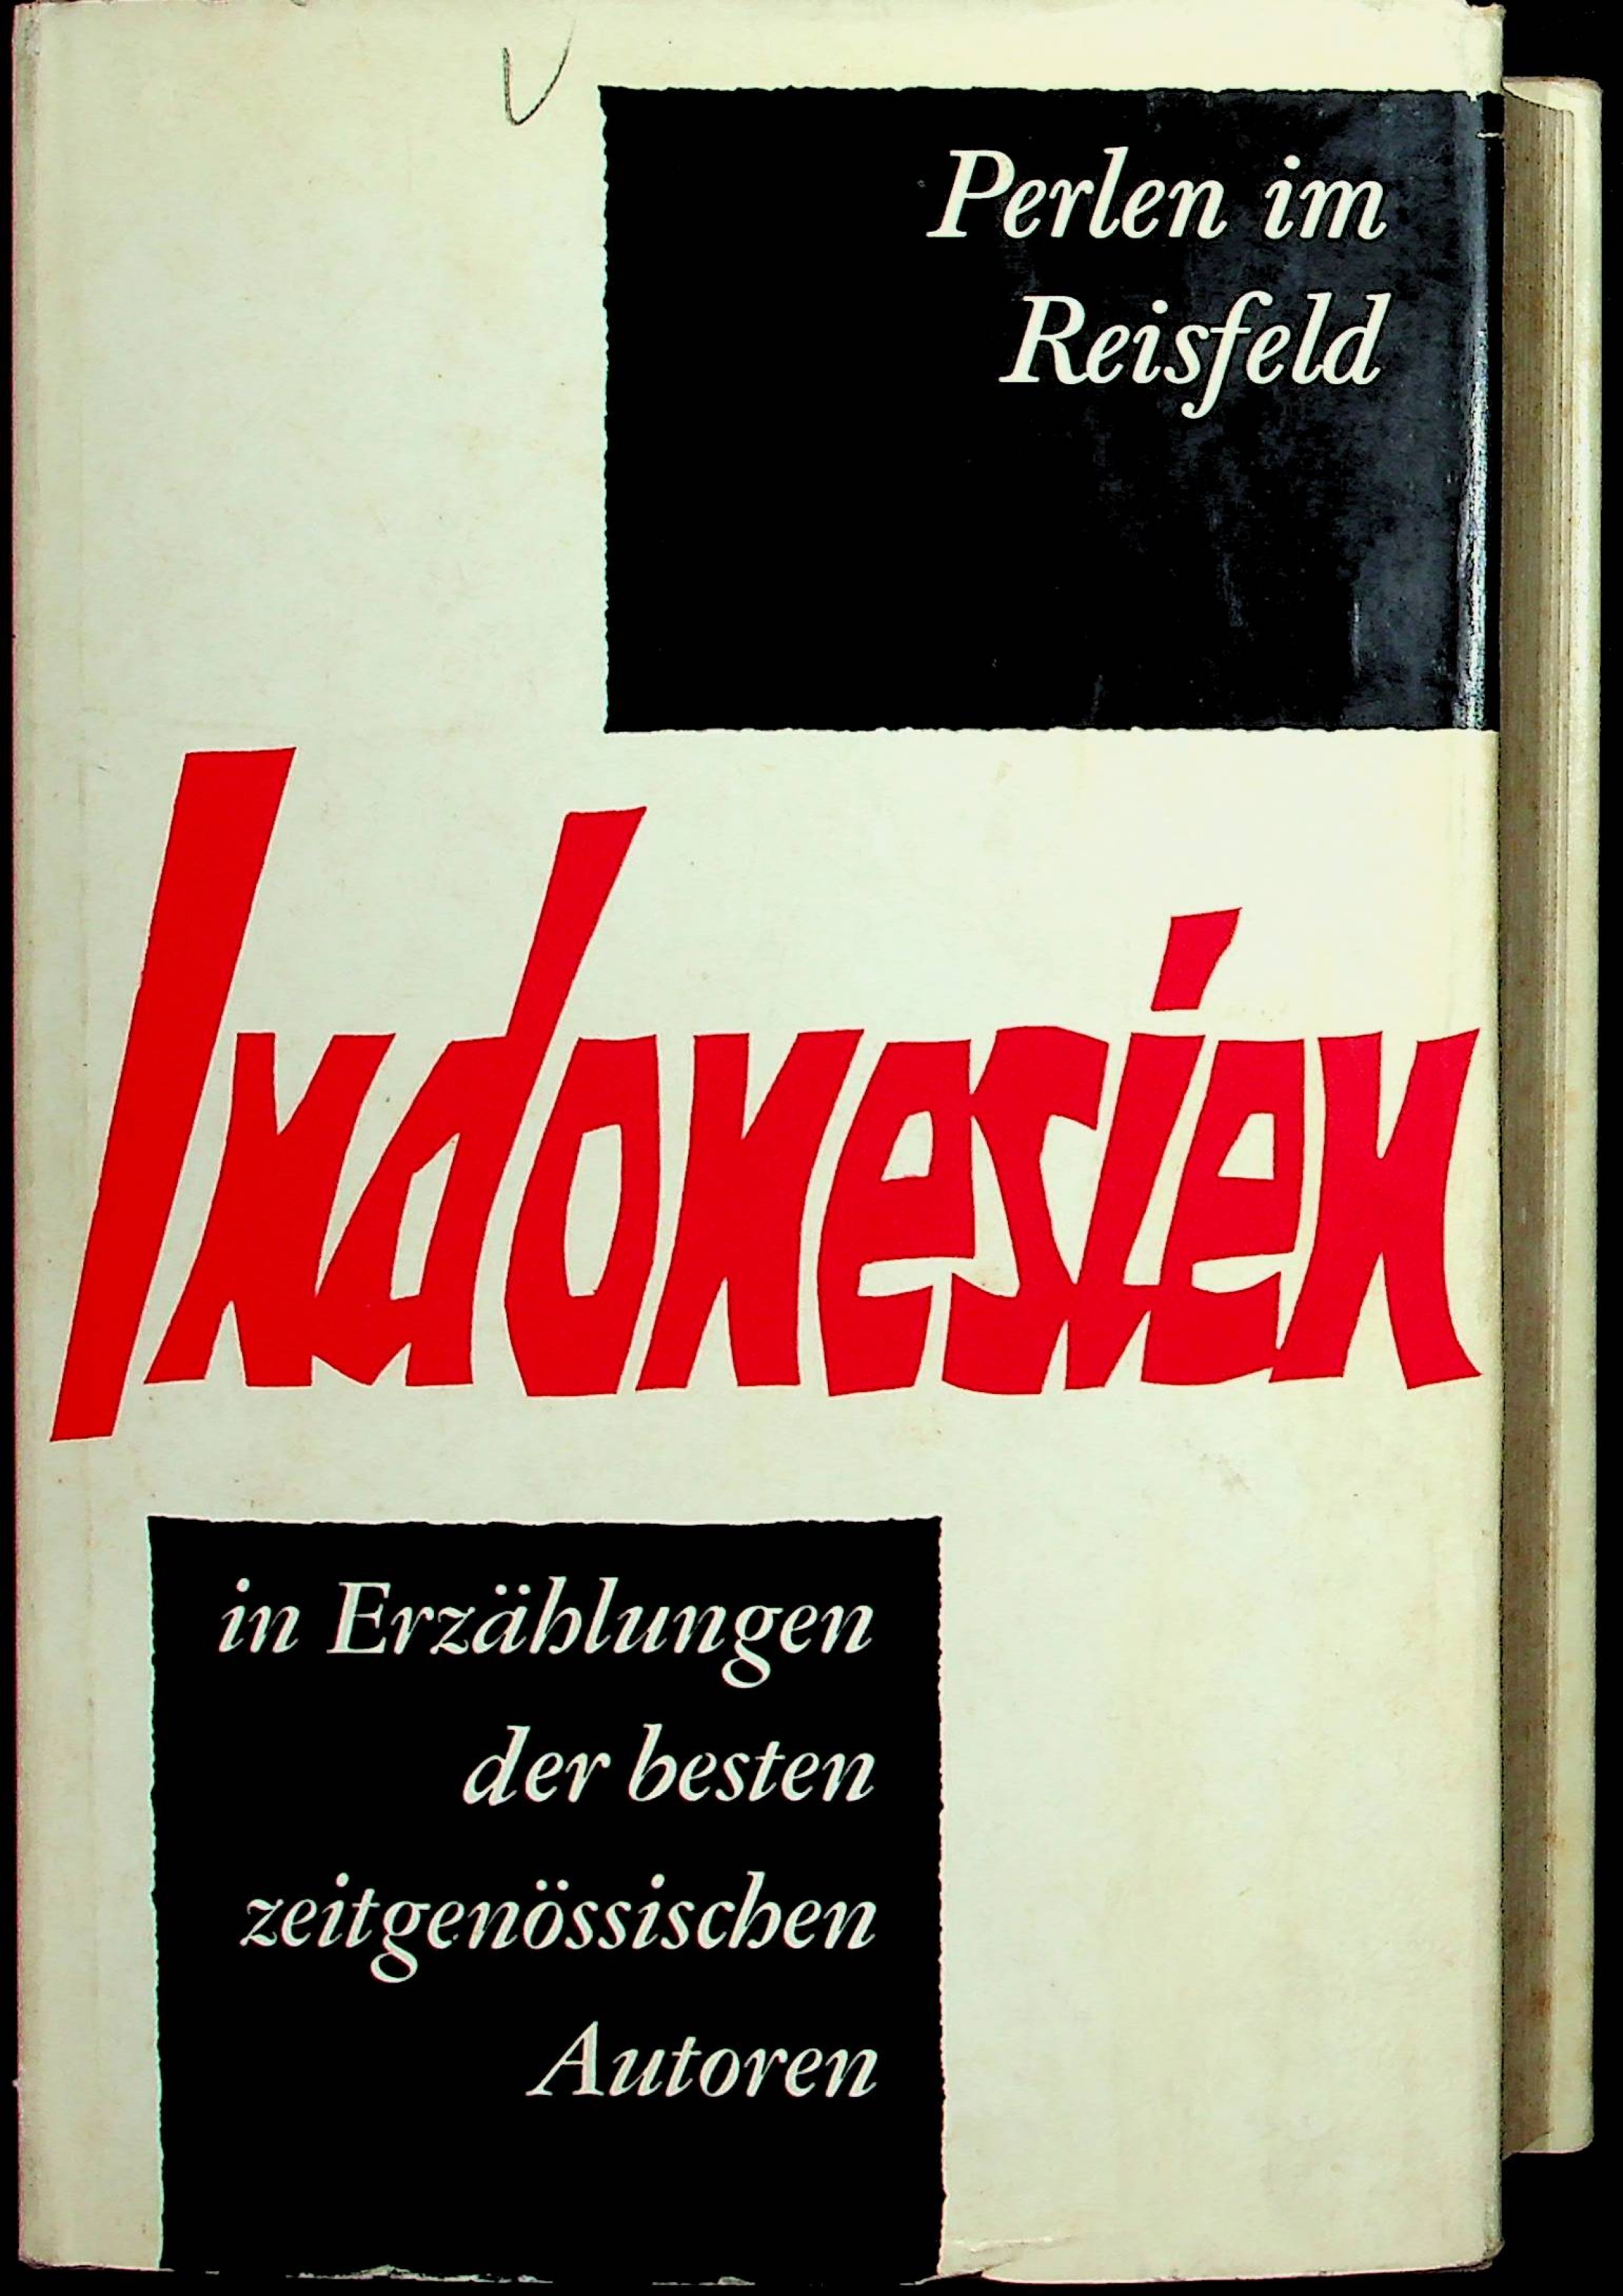 Perlen im
Reisfeld
Indonesien
in Erzählungen
der besten
zeitgenössischen
Autoren